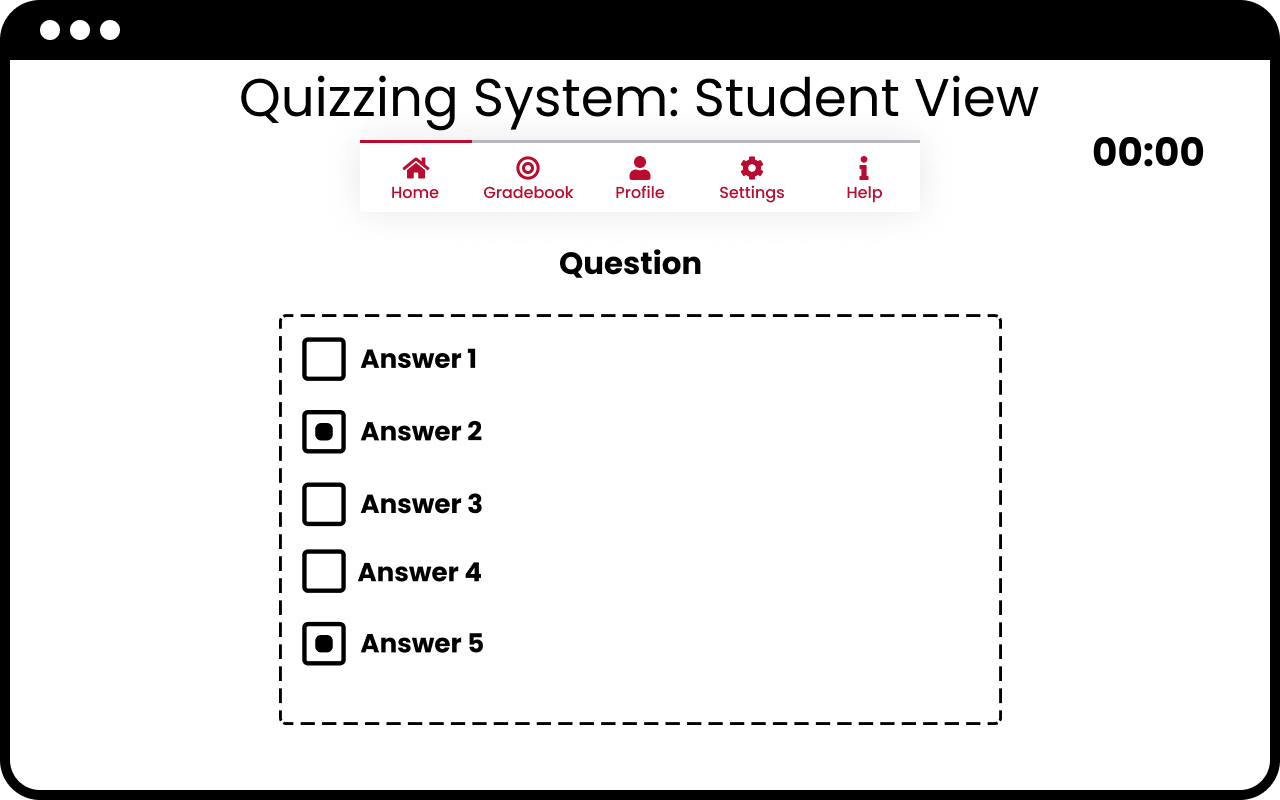 Quizzing System: Student View
00:00
Home Gradebook Profile Settings Help
Question
Answer 1
Answer 2
Answer 3
Answer 4
Answer 5